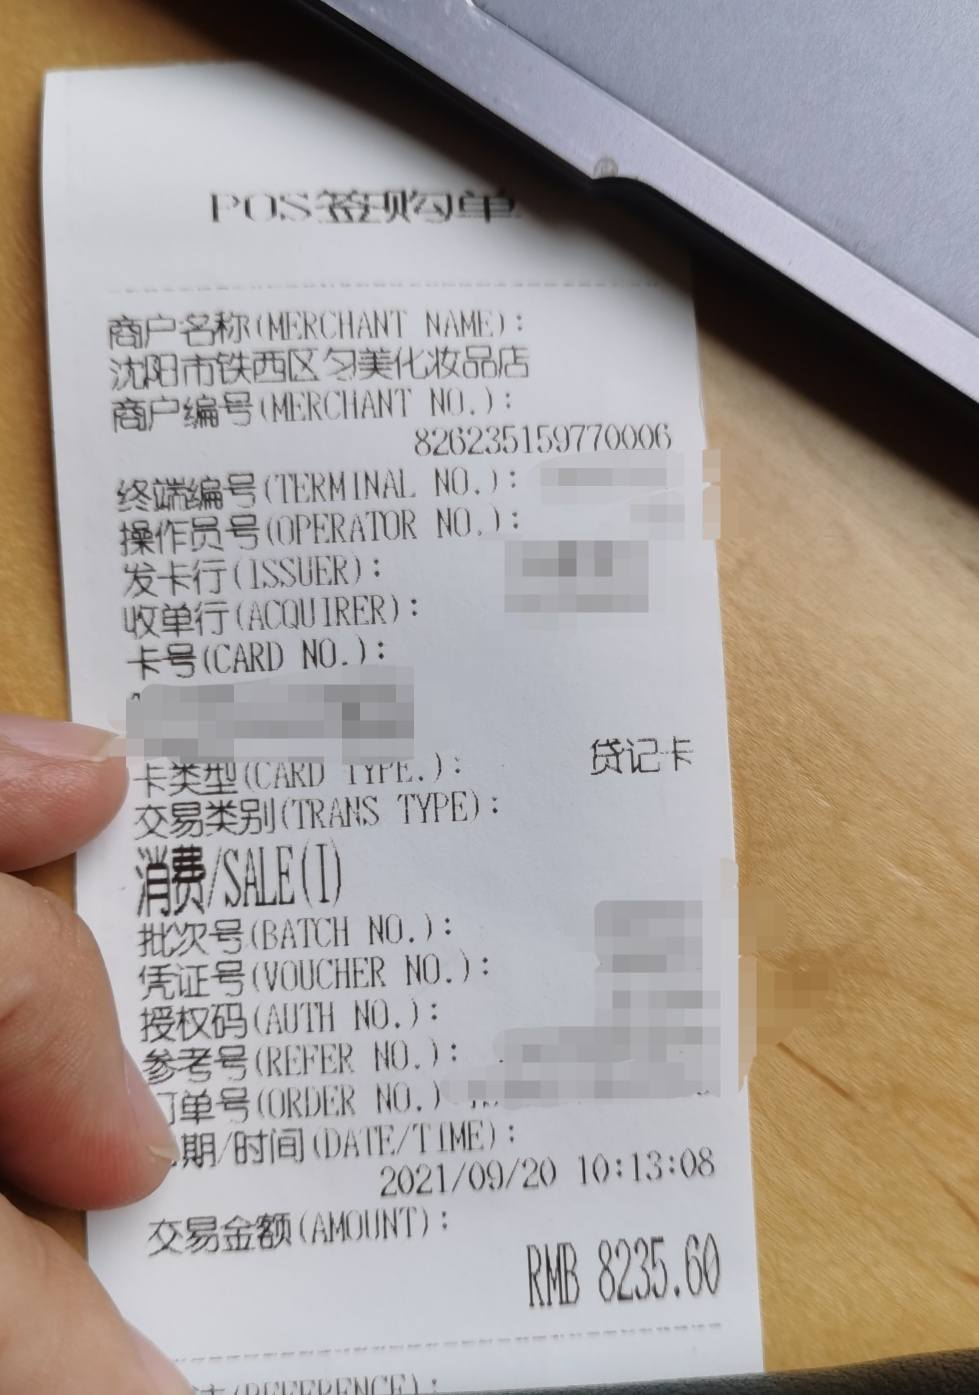 POS签购单
商户名称(MERCHANT NAME):
沈阳市铁西区匀美化妆品店
商户编号(MERCHANT NO.):
826235159770006
终端编号(TERMINAL NO.):
操作员号(OPERATOR NO.):
发卡行(ISSUER):
收单行(ACQUIRER):
卡号(CARD NO.):
卡类型(CARD TYPE.): 贷记卡
交易类别(TRANS TYPE):
消费/SALE(I)
批次号(BATCH NO.):
凭证号(VOUCHER NO.):
授权码(AUTH NO.):
参考号(REFER NO.):
订单号(ORDER NO.)
期/时间(DATE/TIME):
2021/09/20 10:13:08
交易金额(AMOUNT):
RMB 8235.60
(REFERENCE):